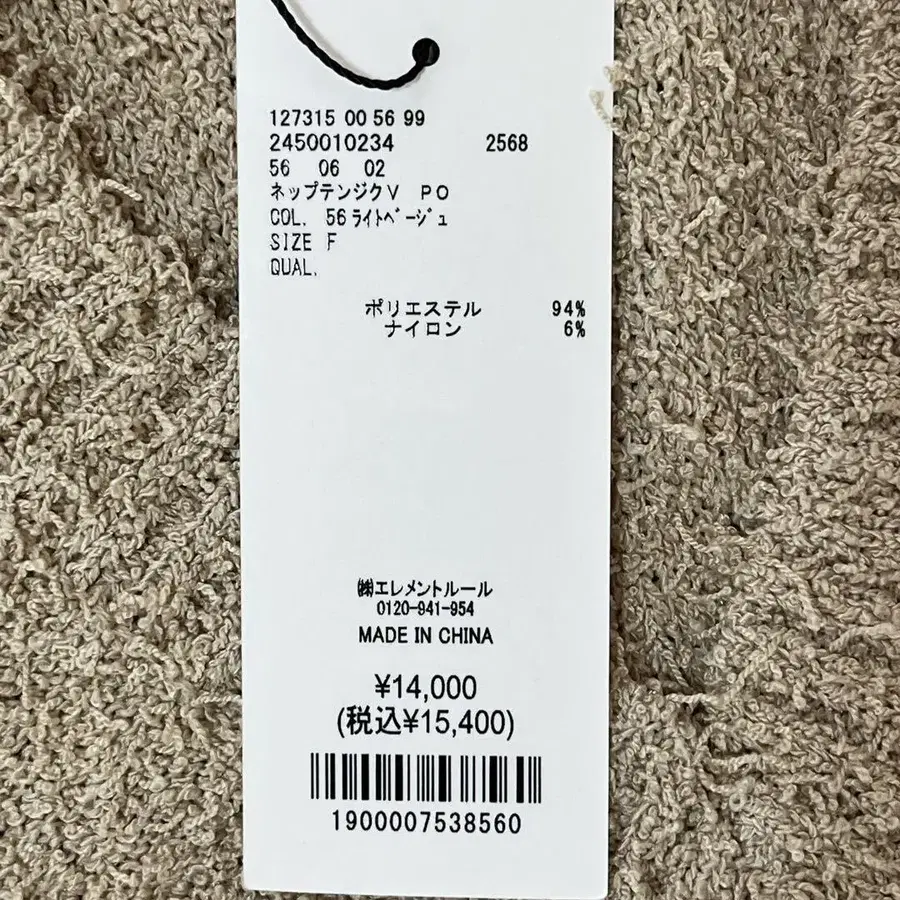 127315 00 56 99
2450010234 2568
56 06 02
ネップテンジクV PO
COL. 56 ﾗｲﾄﾍﾞｰｼﾞｭ
SIZE F
QUAL.
ポリエステル 94%
ナイロン 6%
㈱エレメントルール
0120-941-954
MADE IN CHINA
¥14,000
(税込¥15,400)
1900007538560